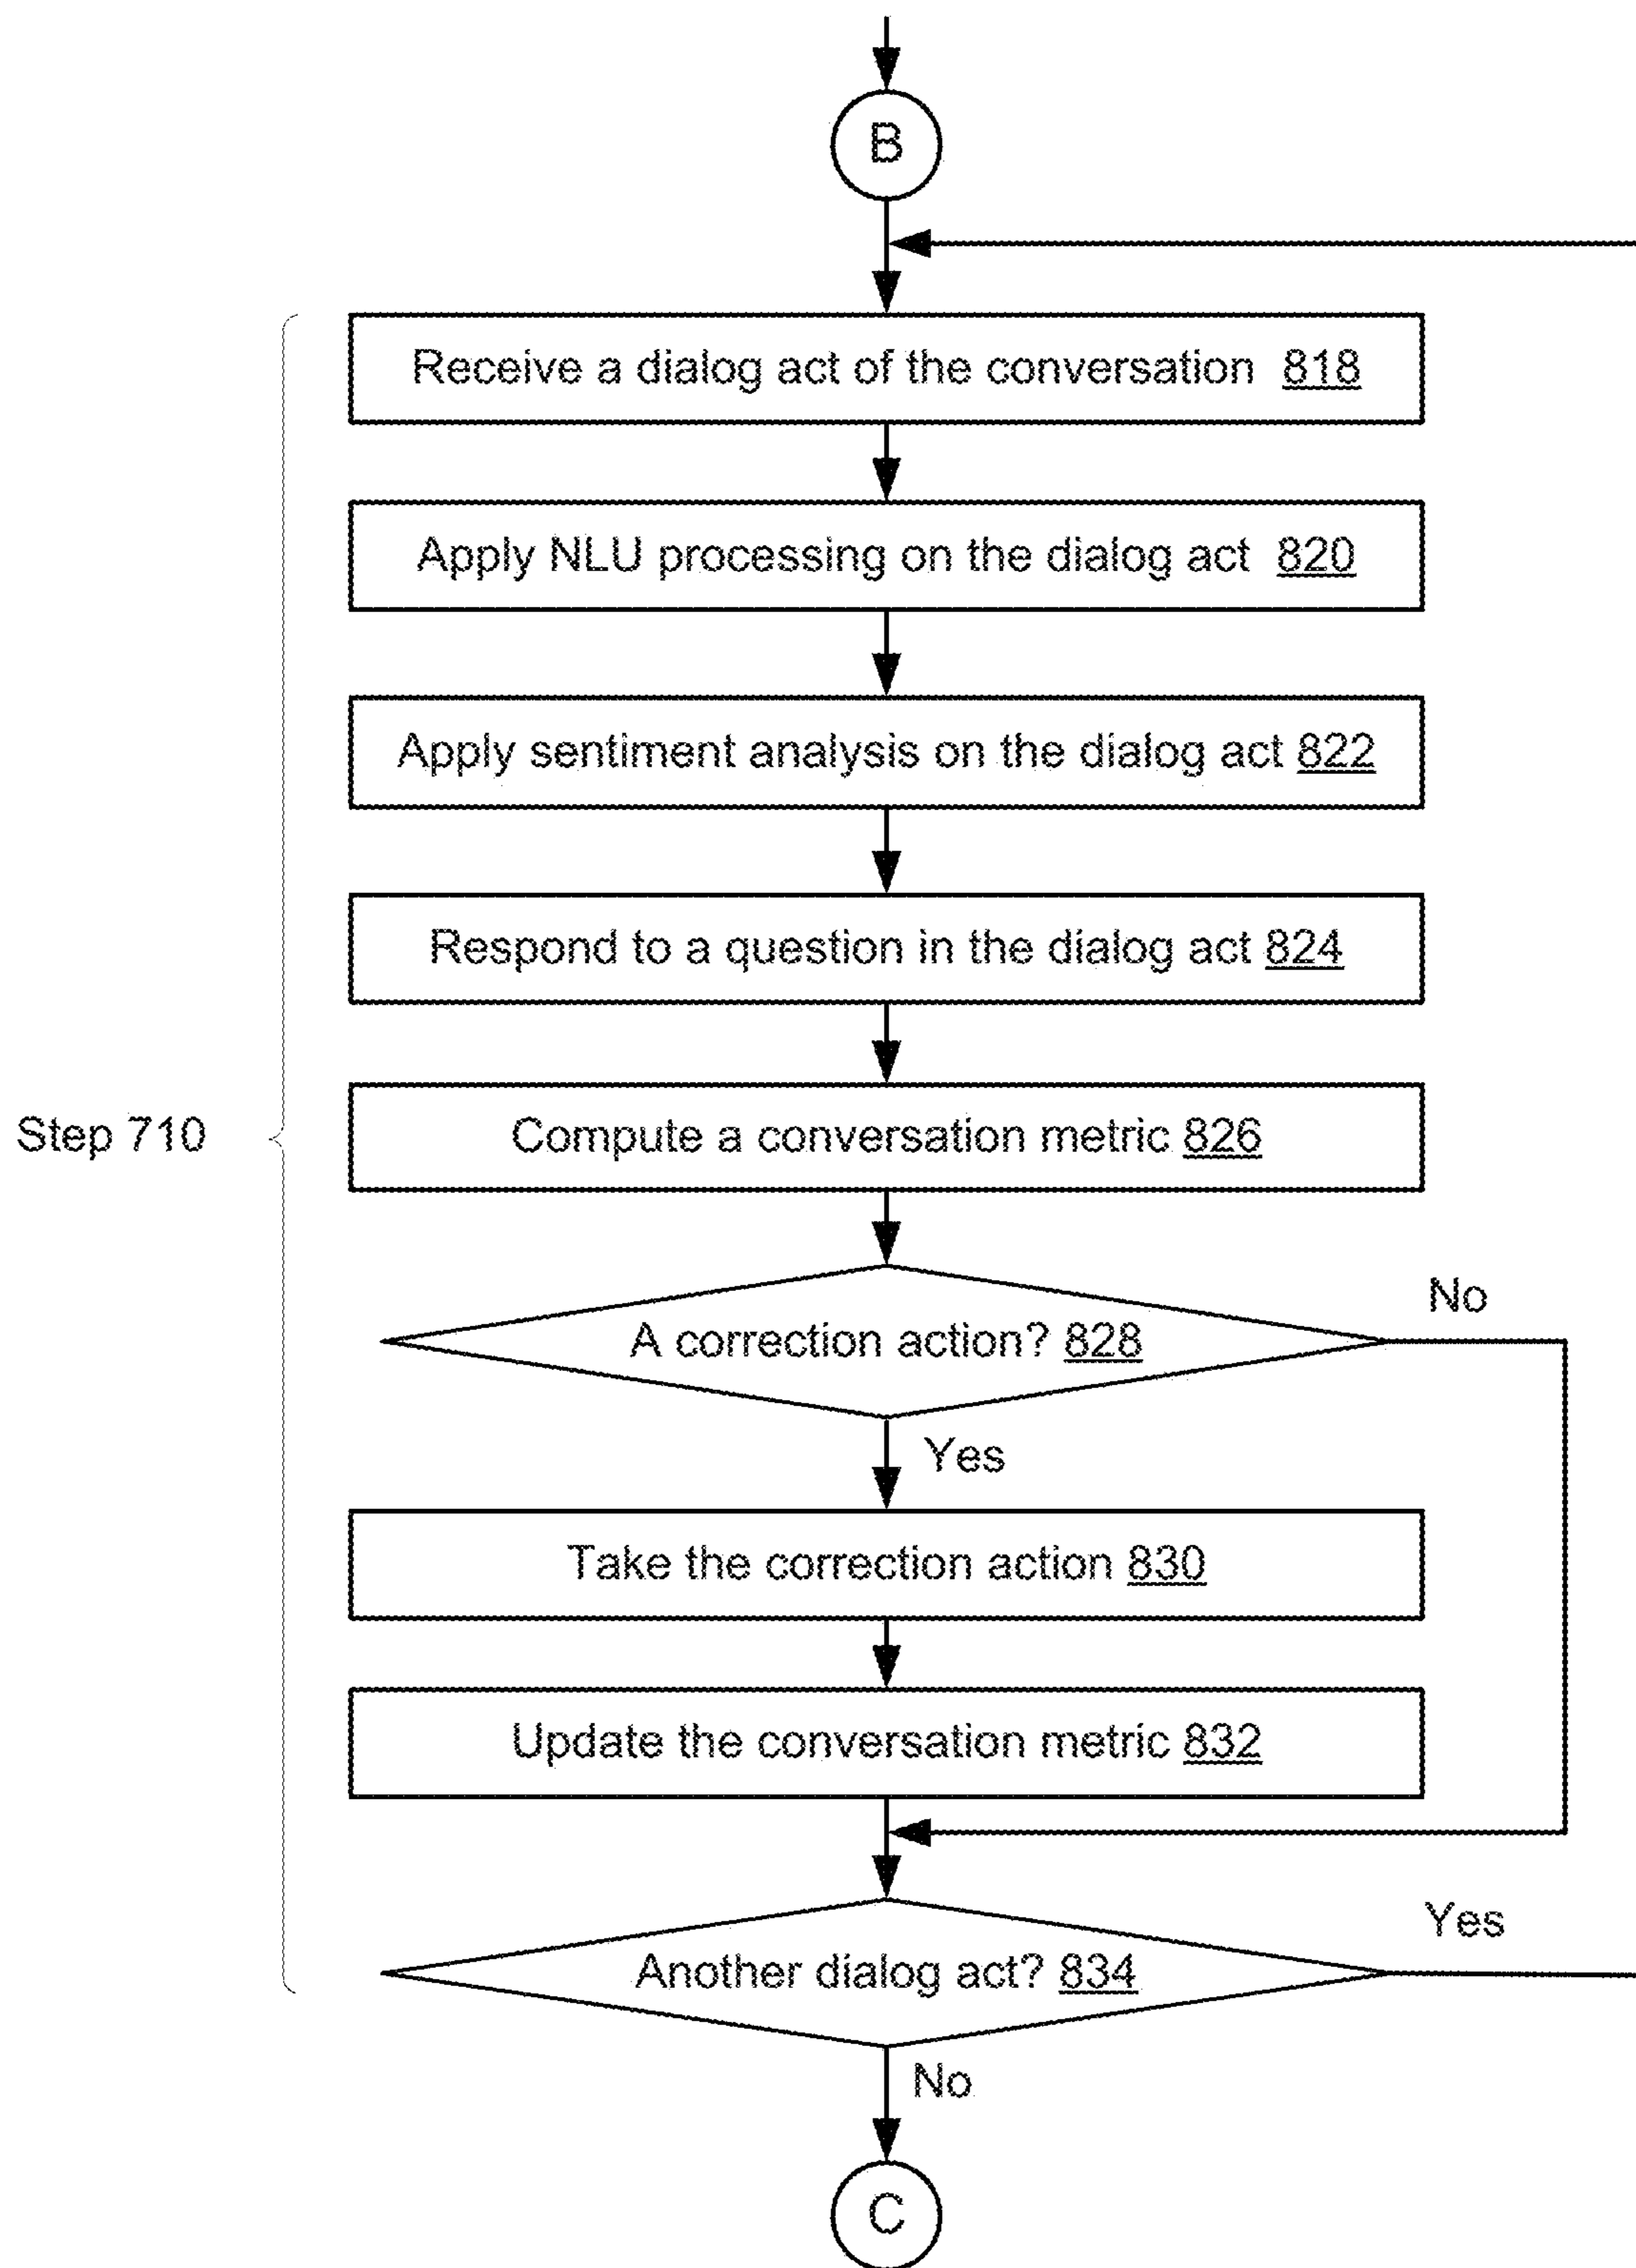 B
Receive a dialog act of the conversation 818
Apply NLU processing on the dialog act 820
Apply sentiment analysis on the dialog act 822
Respond to a question in the dialog act 824
Step 710
Compute a conversation metric 826
No
A correction action? 828
Yes
Take the correction action 830
Update the conversation metric 832
Yes
Another dialog act? 834
No
C